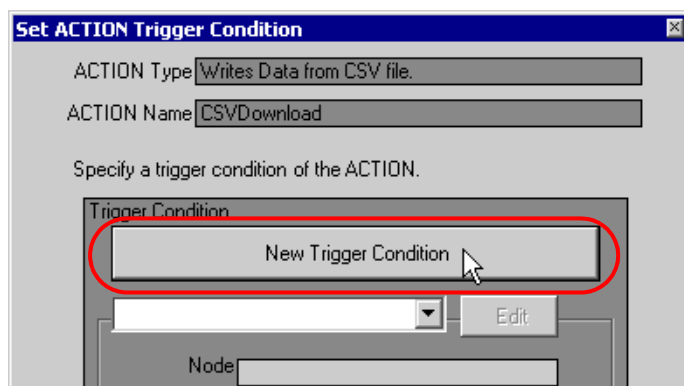 Set ACTION Trigger Condition
ACTION Type Writes Data from CSV file.
ACTION Name CSVDownload
Specify a trigger condition of the ACTION.
Trigger Condition
New Trigger Condition
Edit
Node